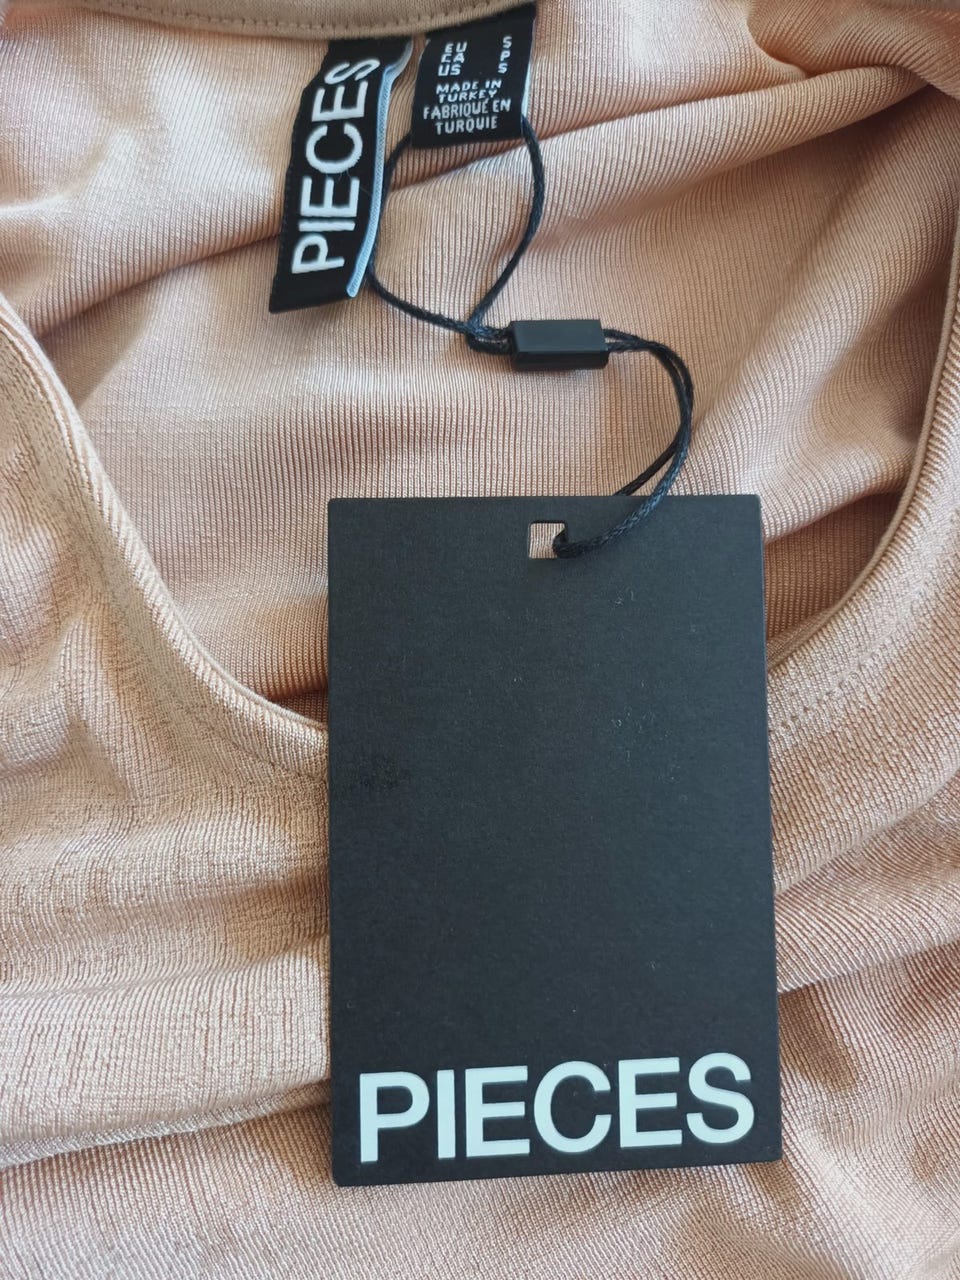 PIECES
EU S
CA P
US S
MADE IN
TURKEY
FABRIQUÉ EN
TURQUIE
PIECES